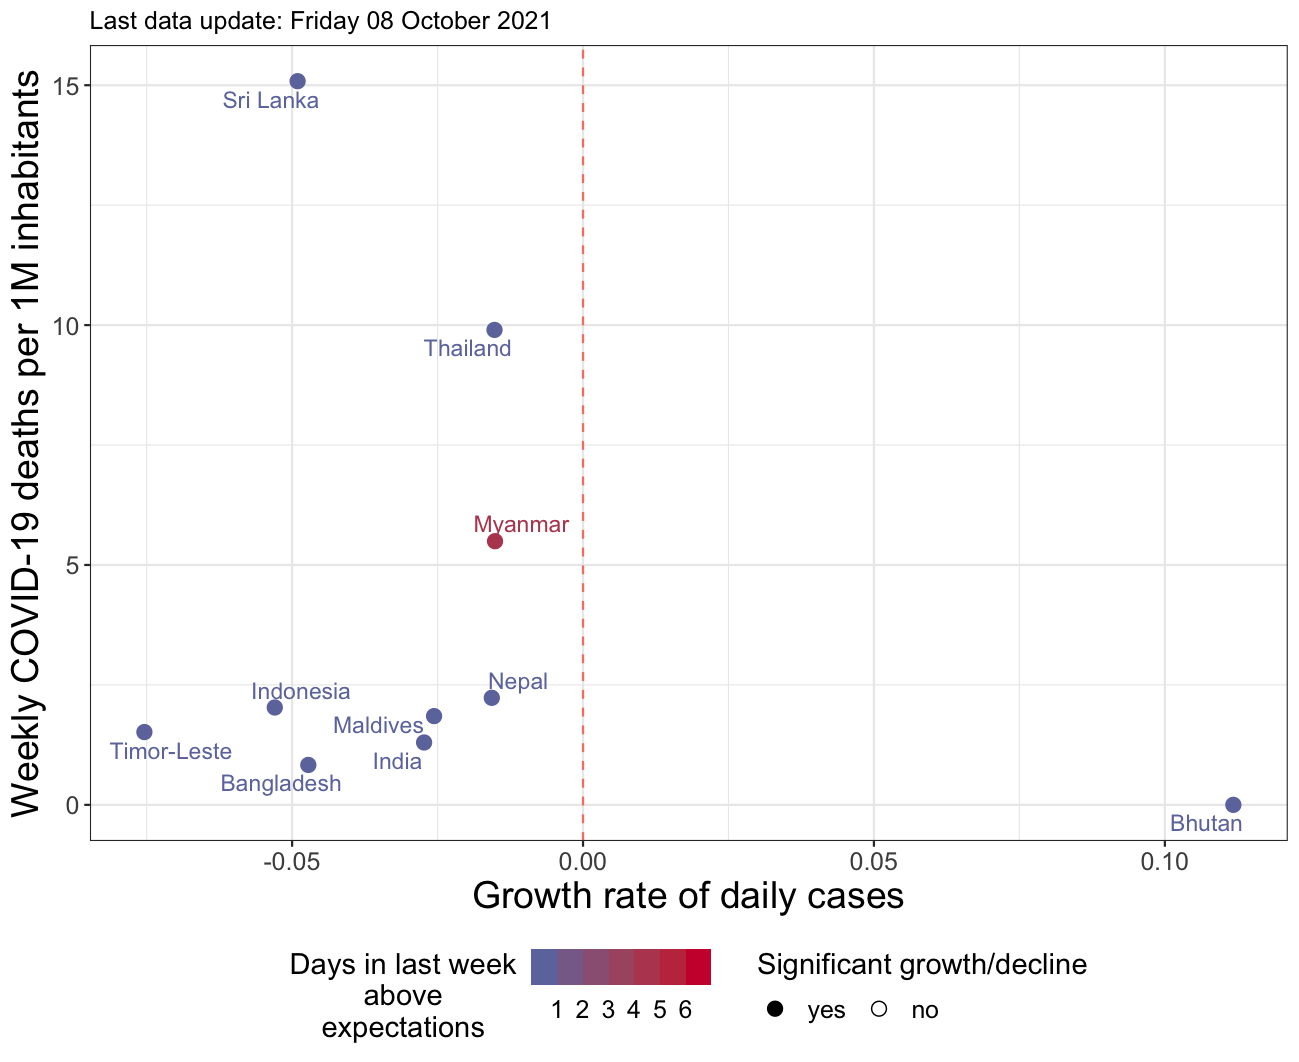 Last data update: Friday 08 October 2021
Weekly COVID-19 deaths per 1M inhabitants
15
10
5
0
Sri Lanka
Thailand
Myanmar
Nepal
Indonesia
Maldives
Timor-Leste
India
Bangladesh
Bhutan
-0.05 0.00 0.05 0.10
Growth rate of daily cases
Days in last week
above
expectations
1 2 3 4 5 6
Significant growth/decline
yes no